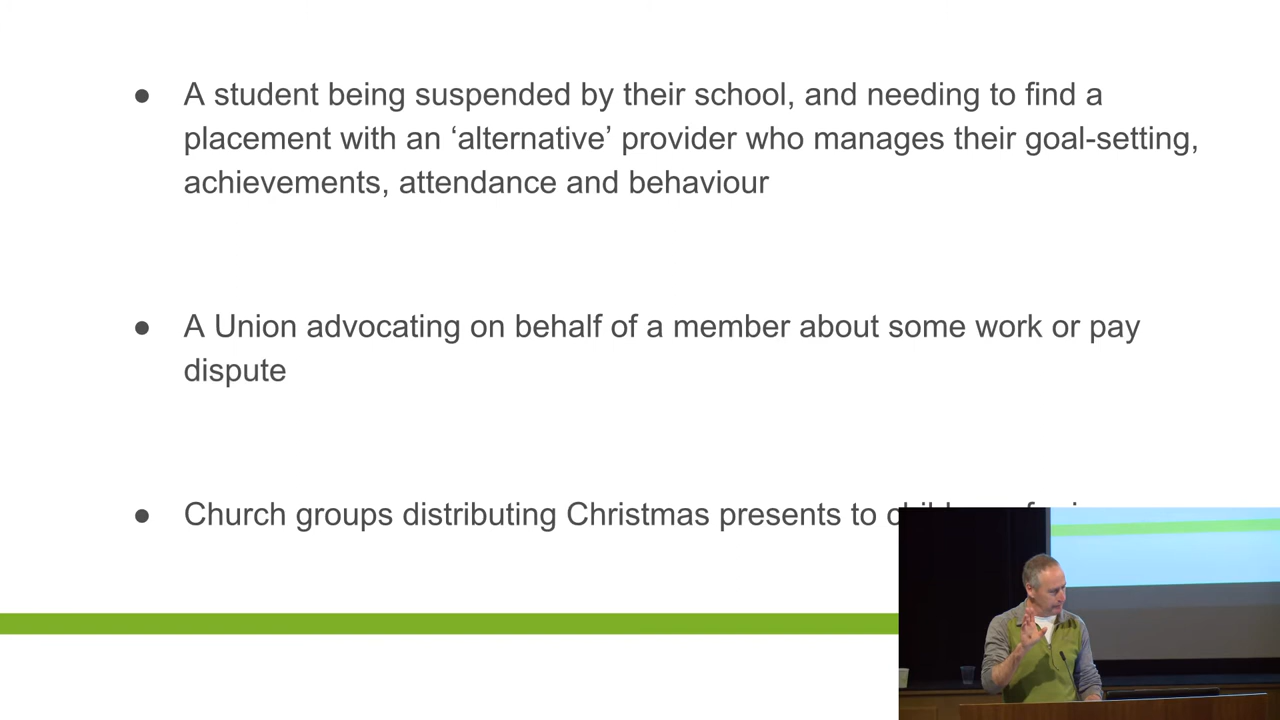 ● A student being suspended by their school, and needing to find a
placement with an ‘alternative’ provider who manages their goal-setting,
achievements, attendance and behaviour
● A Union advocating on behalf of a member about some work or pay
dispute
● Church groups distributing Christmas presents to